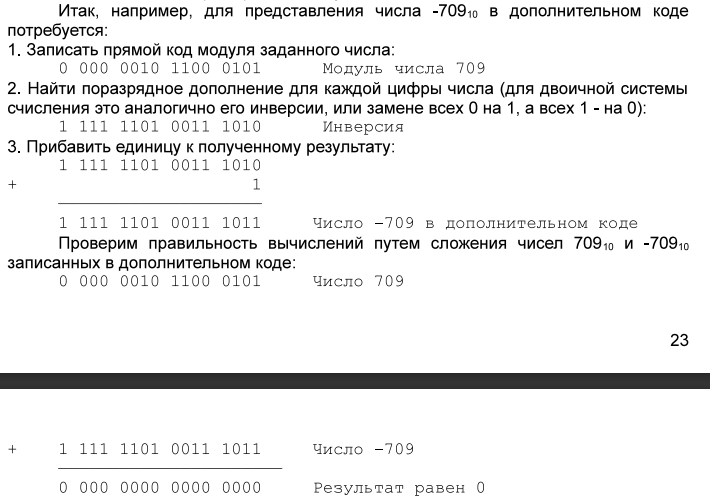 Итак, например, для представления числа -709₁₀ в дополнительном коде
потребуется:
1. Записать прямой код модуля заданного числа:
0 000 0010 1100 0101 Модуль числа 709
2. Найти поразрядное дополнение для каждой цифры числа (для двоичной системы
счисления это аналогично его инверсии, или замене всех 0 на 1, а всех 1 - на 0):
1 111 1101 0011 1010 Инверсия
3. Прибавить единицу к полученному результату:
1 111 1101 0011 1010
+ 1
1 111 1101 0011 1011 Число –709 в дополнительном коде
Проверим правильность вычислений путем сложения чисел 709₁₀ и -709₁₀
записанных в дополнительном коде:
0 000 0010 1100 0101 Число 709
23
+ 1 111 1101 0011 1011 Число –709
0 000 0000 0000 0000 Результат равен 0